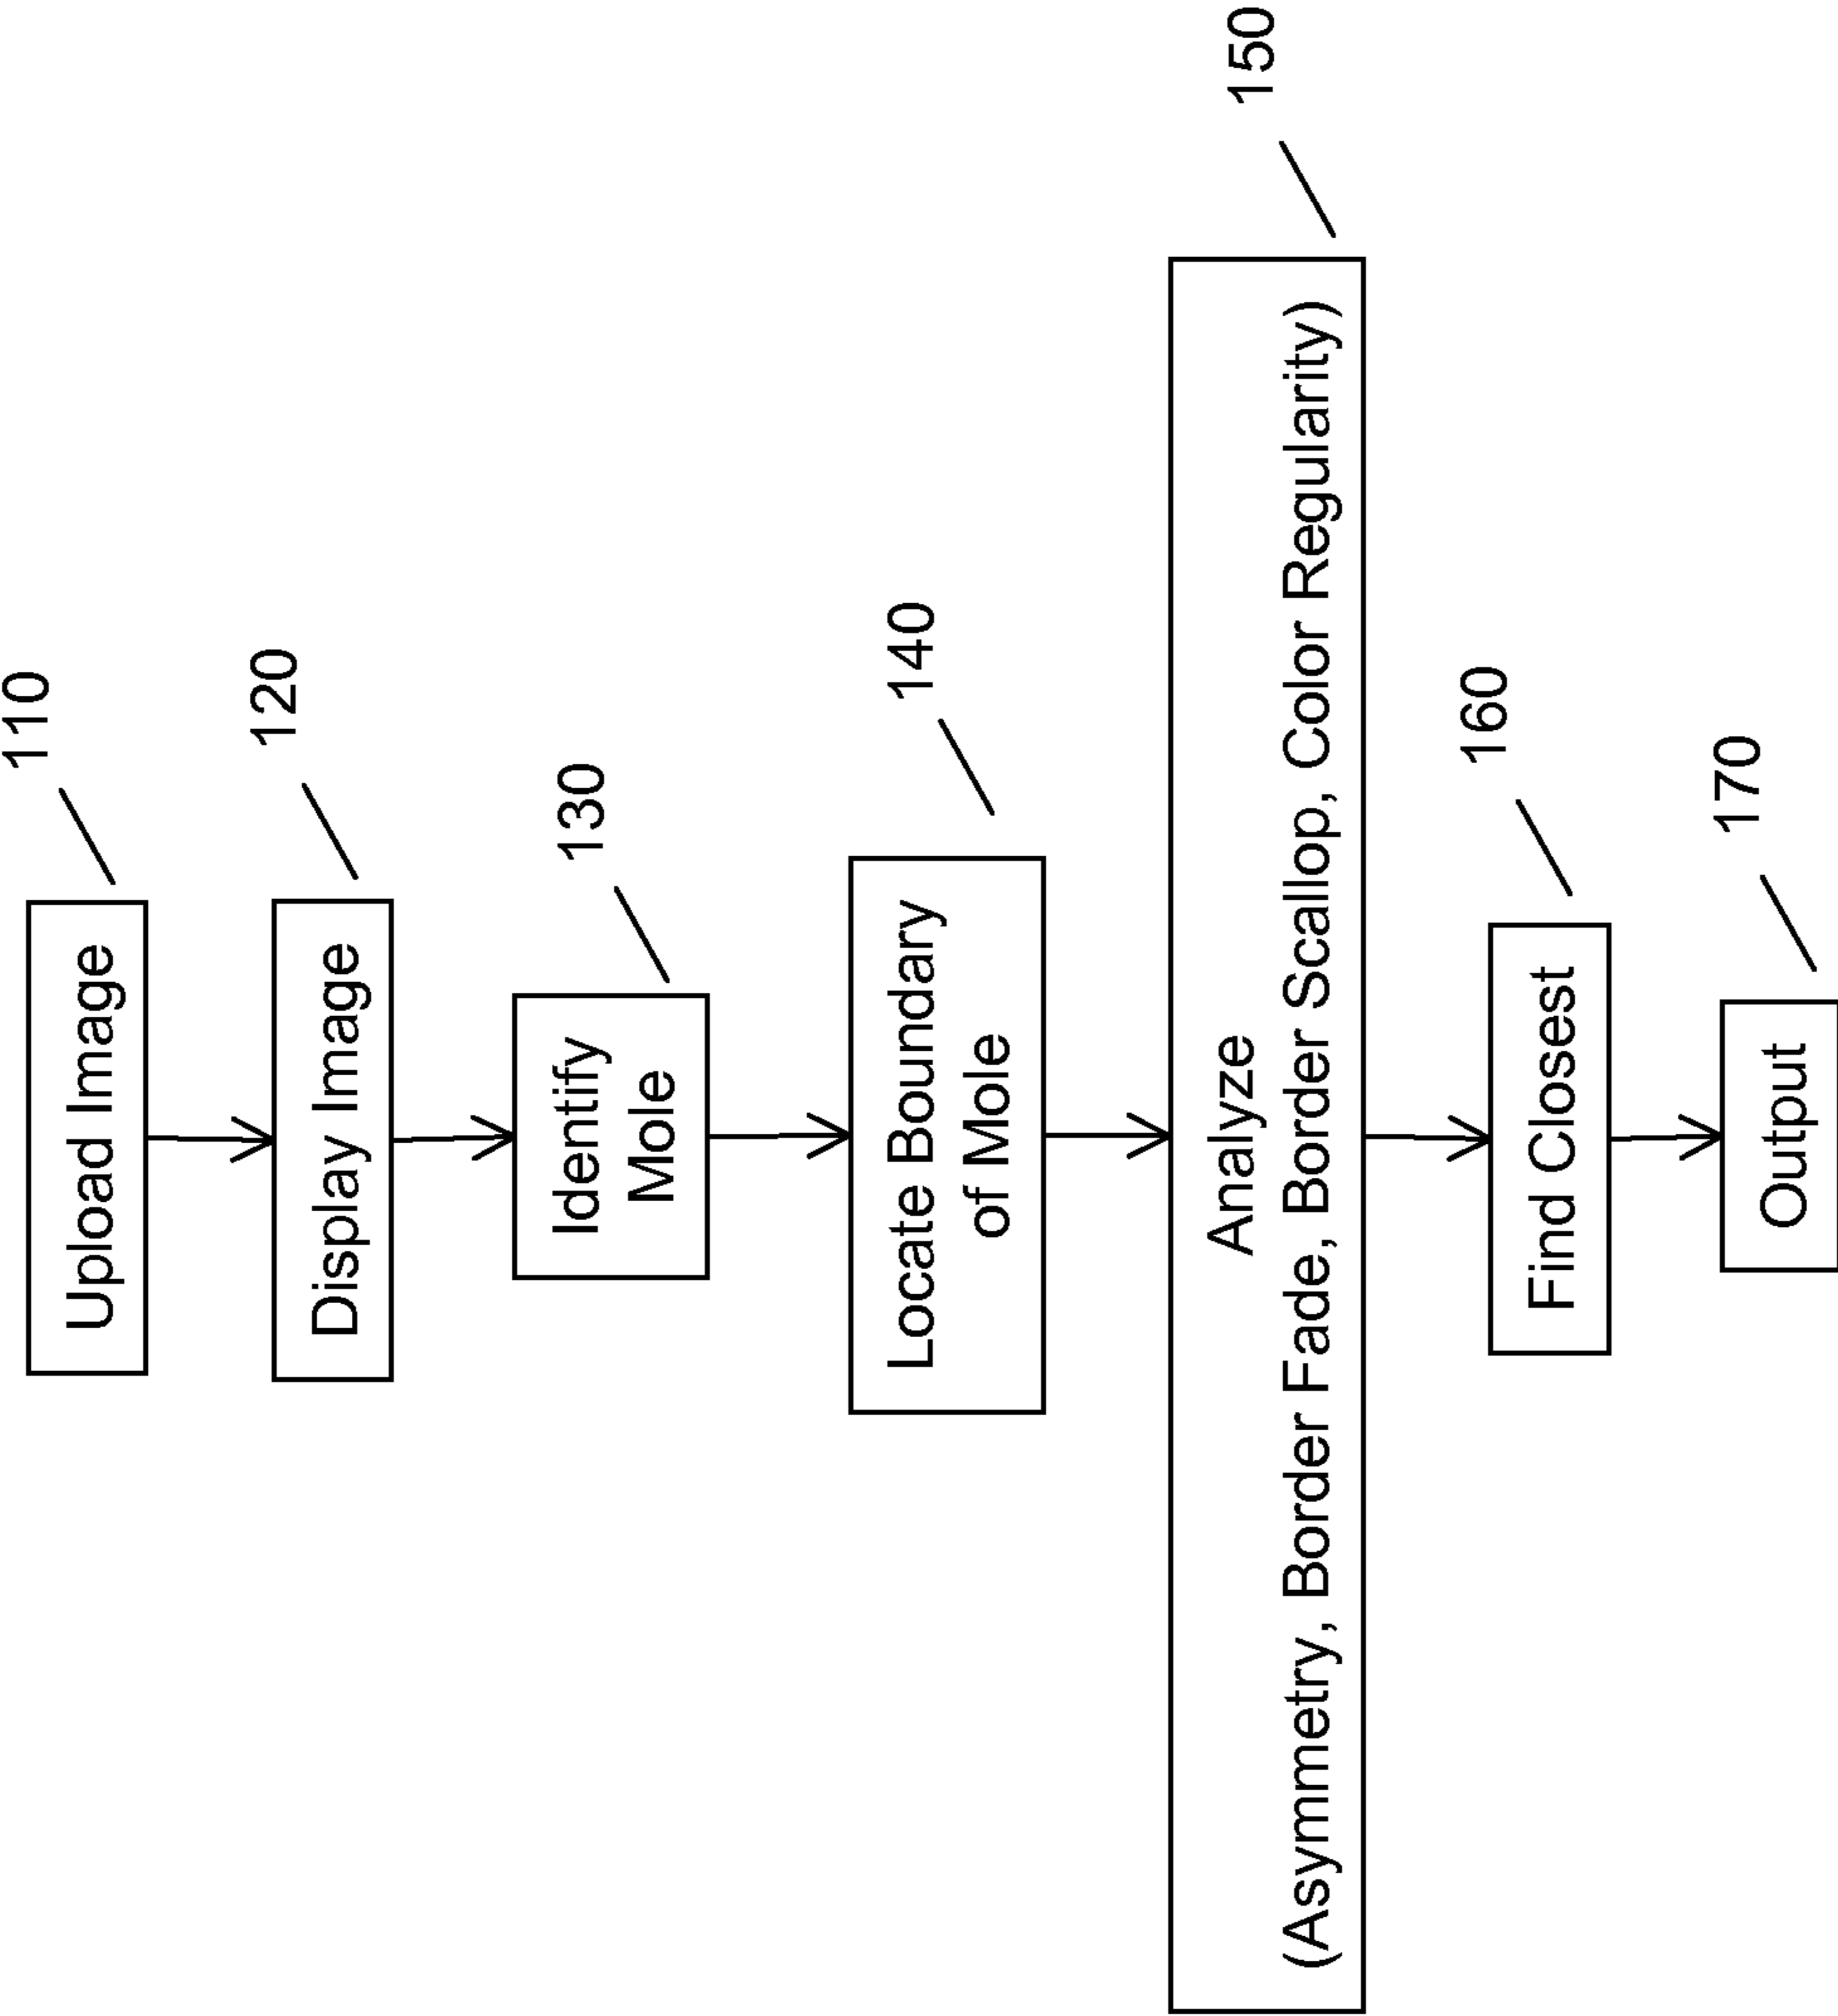 110
Upload Image
120
Display Image
130
Identify
Mole
140
Locate Boundary
of Mole
150
Analyze
(Asymmetry, Border Fade, Border Scallop, Color Regularity)
160
Find Closest
170
Output